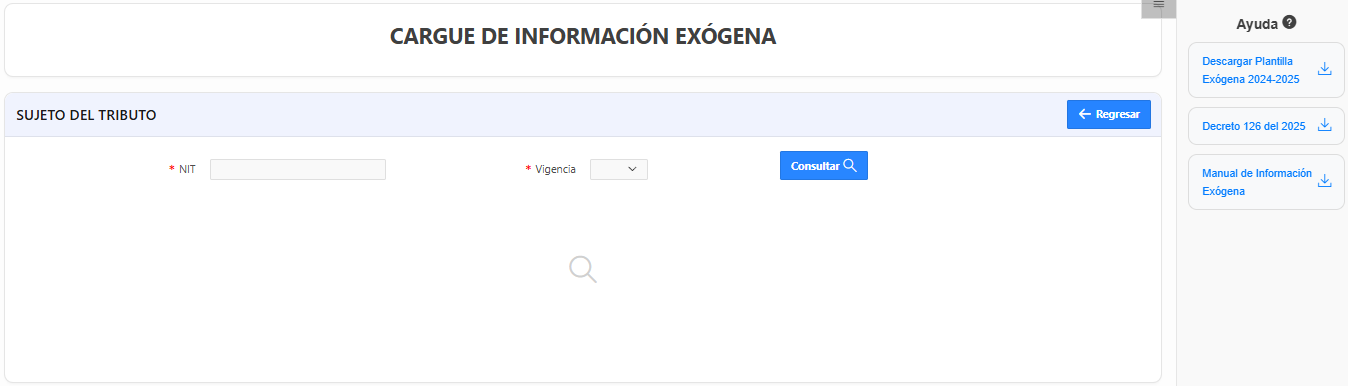 CARGUE DE INFORMACIÓN EXÓGENA
SUJETO DEL TRIBUTO
Regresar
* NIT
* Vigencia
Consultar
Ayuda
Descargar Plantilla
Exógena 2024-2025
Decreto 126 del 2025
Manual de Información
Exógena